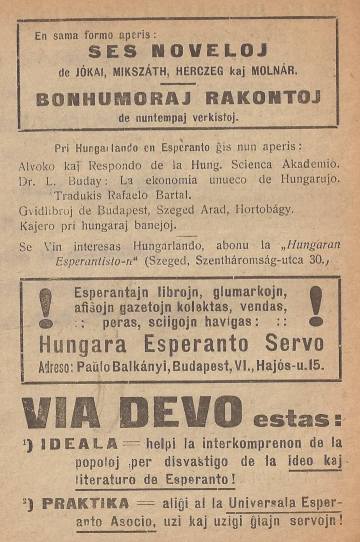 En sama formo aperis:
SES NOVELOJ
de JÓKAI, MIKSZÁTH, HERCZEG kaj MOLNÁR.
BONHUMORAJ RAKONTOJ
de nuntempaj verkistoj.
Pri Hungarlando en Esperanto ĝis nun aperis:
Alvoko kaj Respondo de la Hung. Scienca Akademio.
Dr. L. Buday: La ekonomia unueco de Hungarujo.
Tradukis Rafaelo Bartal.
Gvidlibroj de Budapest, Szeged Arad, Hortobágy.
Kajero pri hungaraj banejoj.
Se Vin interesas Hungarlando, abonu la „Hungaran
Esperantisto-n" (Szeged, Szentháromság-utca 30.,
! Esperantajn librojn, glumarkojn, !
afiŝojn gazetojn kolektas, vendas,
:: peras, sciigojn havigas: ::
Hungara Esperanto Servo
Adreso: Paŭlo Balkányi, Budapest, VI., Hajós-u. 15.
VIA DEVO estas:
¹) IDEALA = helpi la interkomprenon de la
popoloj per disvastigo de la ideo kaj
literaturo de Esperanto!
²) PRAKTIKA = aliĝi al la Universala Esper-
anto Asocio, uzi kaj uzigi ĝiajn servojn!